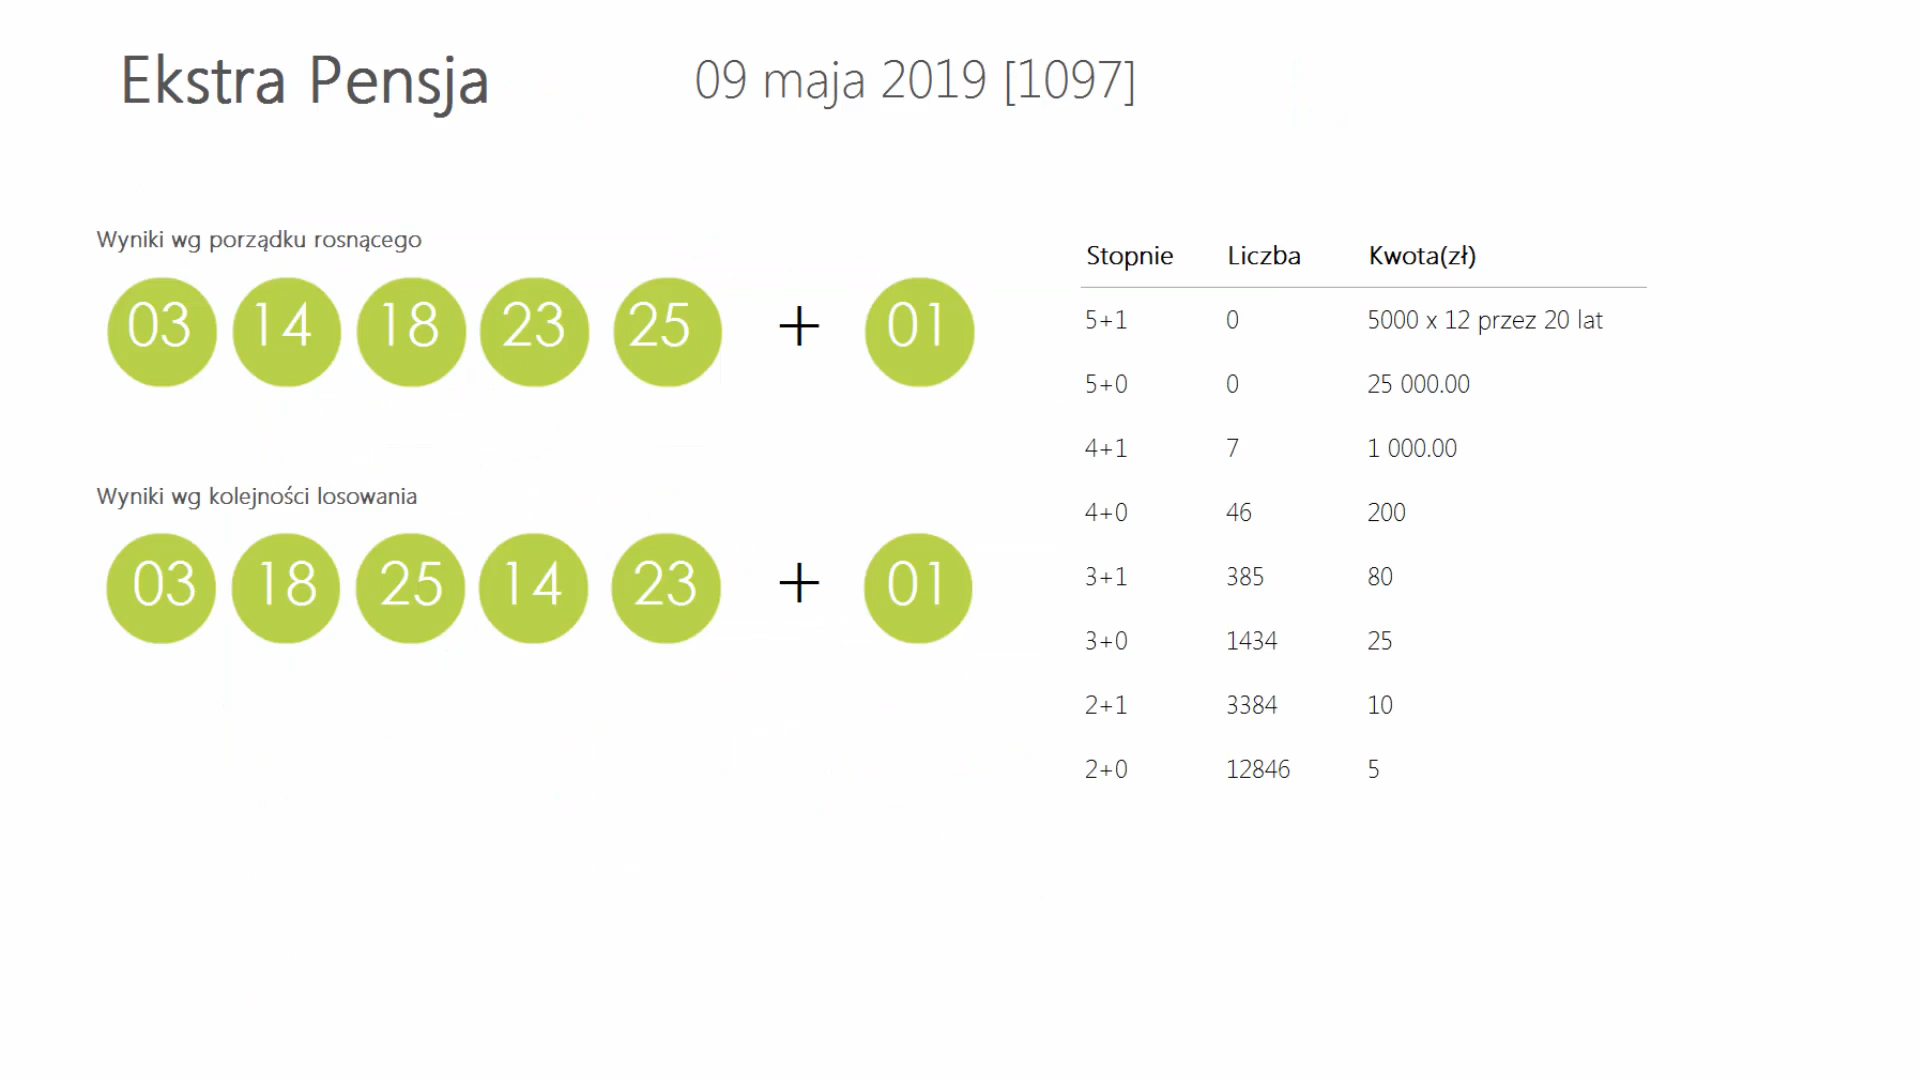 Ekstra Pensja 09 maja 2019 [1097]
Wyniki wg porządku rosnącego
03 14 18 23 25 + 01
Wyniki wg kolejności losowania
03 18 25 14 23 + 01
Stopnie Liczba Kwota(zł)
5+1 0 5000 x 12 przez 20 lat
5+0 0 25 000.00
4+1 7 1 000.00
4+0 46 200
3+1 385 80
3+0 1434 25
2+1 3384 10
2+0 12846 5